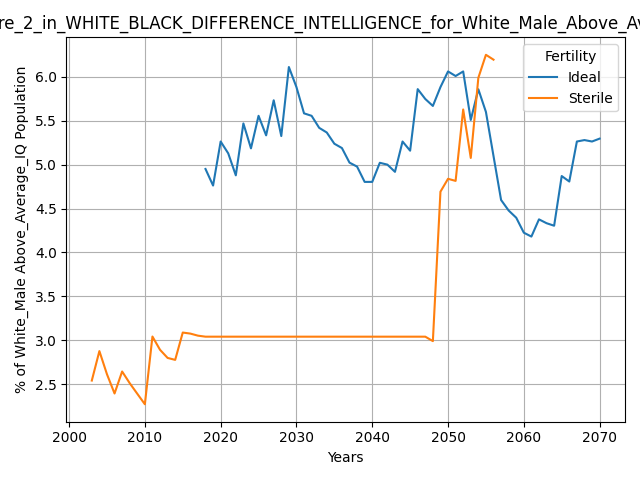 re_2_in_WHITE_BLACK_DIFFERENCE_INTELLIGENCE_for_White_Male_Above_Av
% of White_Male Above_Average_IQ Population
6.0
5.5
5.0
4.5
4.0
3.5
3.0
2.5
Fertility
Ideal
Sterile
2000 2010 2020 2030 2040 2050 2060 2070
Years